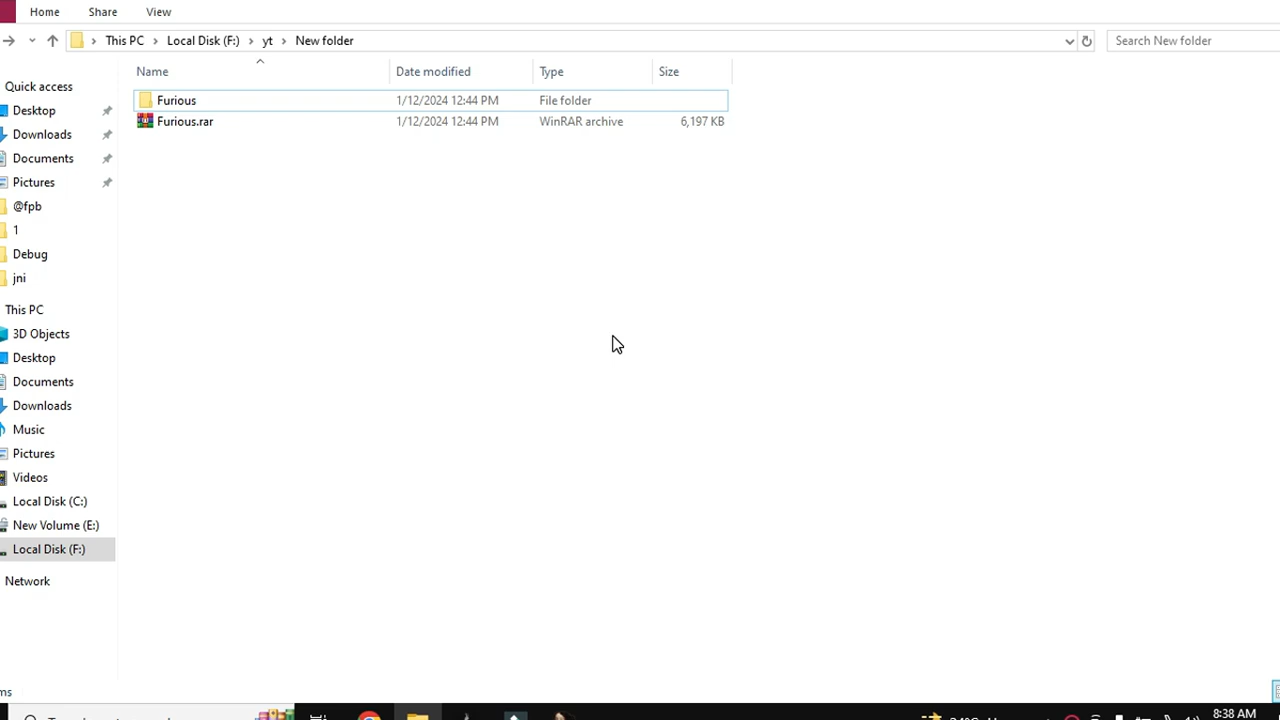 Home Share View
This PC Local Disk (F:) yt New folder
Search New folder
Name Date modified Type Size
Furious 1/12/2024 12:44 PM File folder
Furious.rar 1/12/2024 12:44 PM WinRAR archive 6,197 KB
Quick access
Desktop
Downloads
Documents
Pictures
@fpb
1
Debug
jni
This PC
3D Objects
Desktop
Documents
Downloads
Music
Pictures
Videos
Local Disk (C:)
New Volume (E:)
Local Disk (F:)
Network
ms
8:38 AM